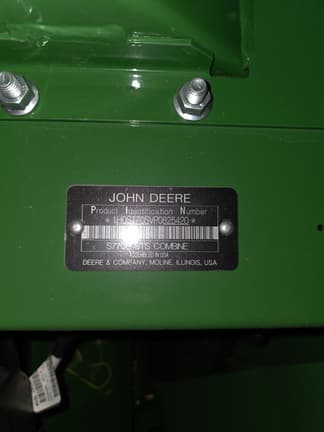 JOHN DEERE
Product Identification Number
*1H0S770SVP0825420*
S770 STS COMBINE
ASSEMBLED IN USA
DEERE & COMPANY, MOLINE, ILLINOIS, USA